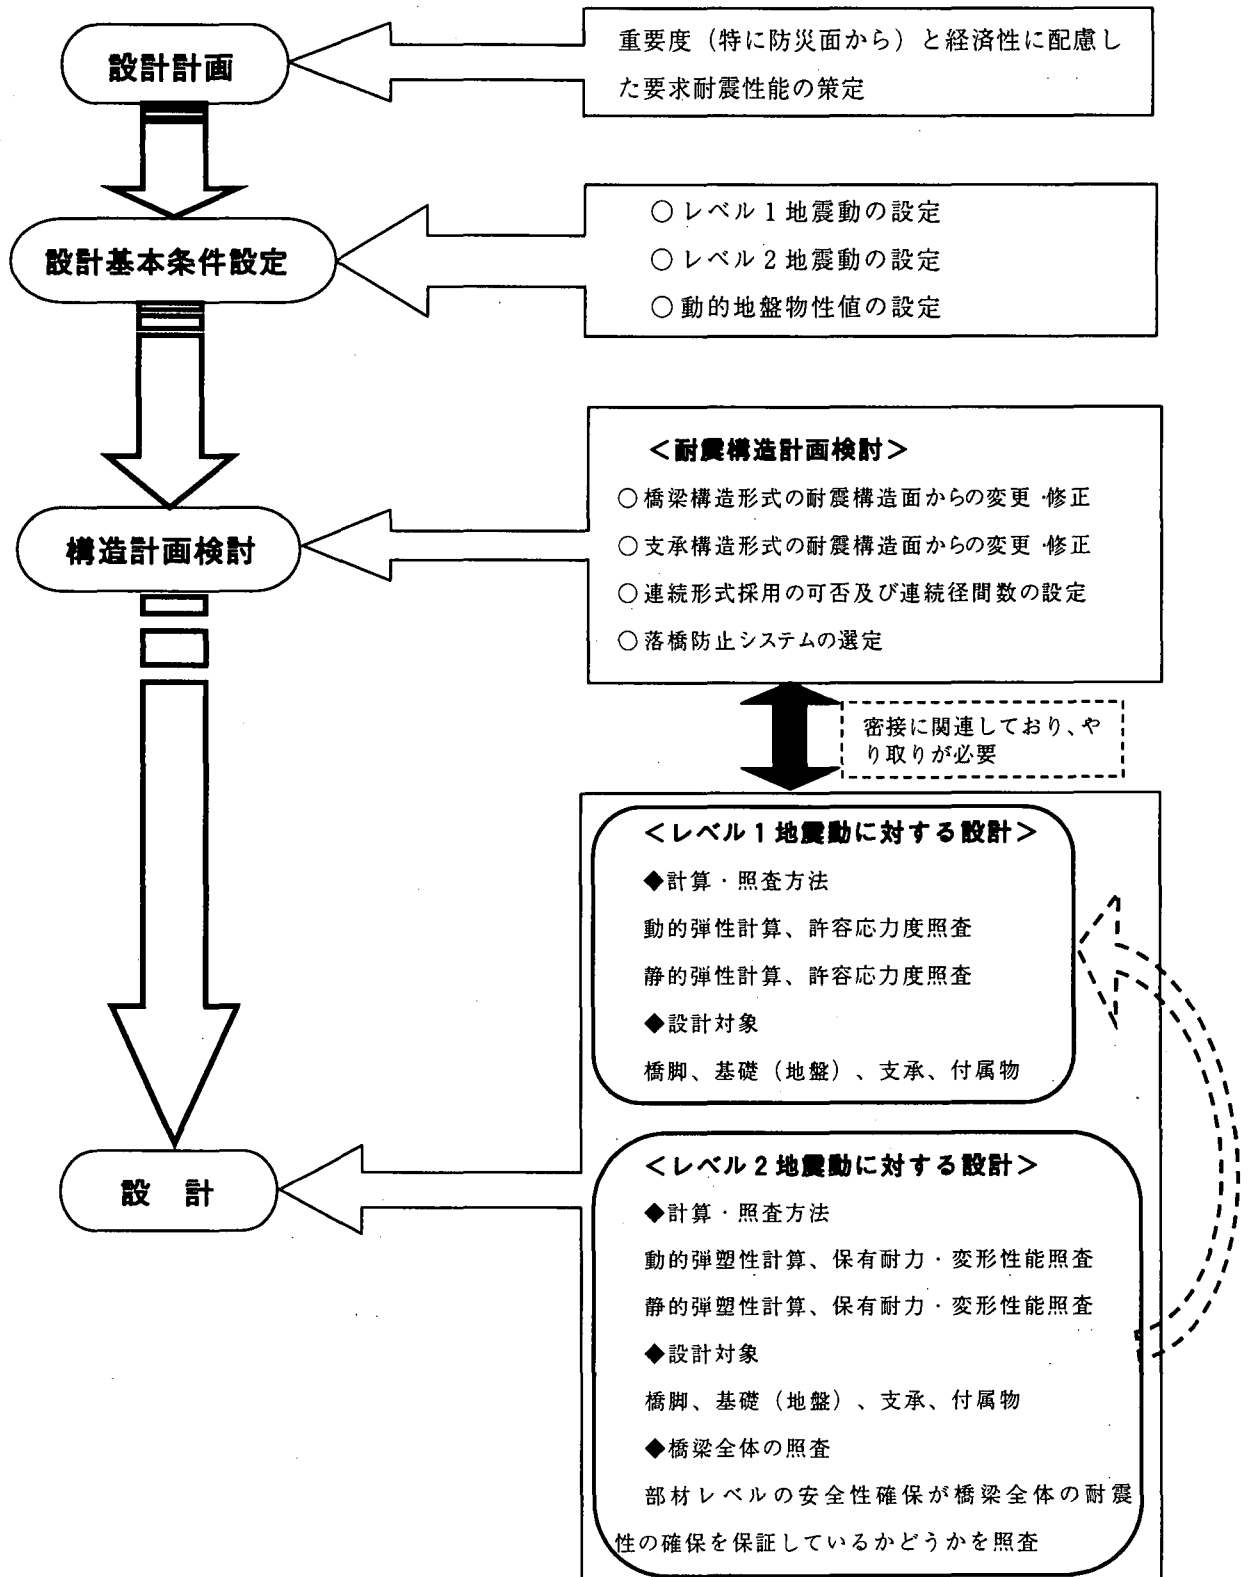 設計計画
重要度（特に防災面から）と経済性に配慮し
た要求耐震性能の策定
設計基本条件設定
○レベル１地震動の設定
○レベル２地震動の設定
○動的地盤物性値の設定
構造計画検討
＜耐震構造計画検討＞
○橋梁構造形式の耐震構造面からの変更・修正
○支承構造形式の耐震構造面からの変更・修正
○連続形式採用の可否及び連続径間数の設定
○落橋防止システムの選定
密接に関連しており、や
り取りが必要
＜レベル１地震動に対する設計＞
◆計算・照査方法
動的弾性計算、許容応力度照査
静的弾性計算、許容応力度照査
◆設計対象
橋脚、基礎（地盤）、支承、付属物
設　計
＜レベル２地震動に対する設計＞
◆計算・照査方法
動的弾塑性計算、保有耐力・変形性能照査
静的弾塑性計算、保有耐力・変形性能照査
◆設計対象
橋脚、基礎（地盤）、支承、付属物
◆橋梁全体の照査
部材レベルの安全性確保が橋梁全体の耐震
性の確保を保証しているかどうかを照査